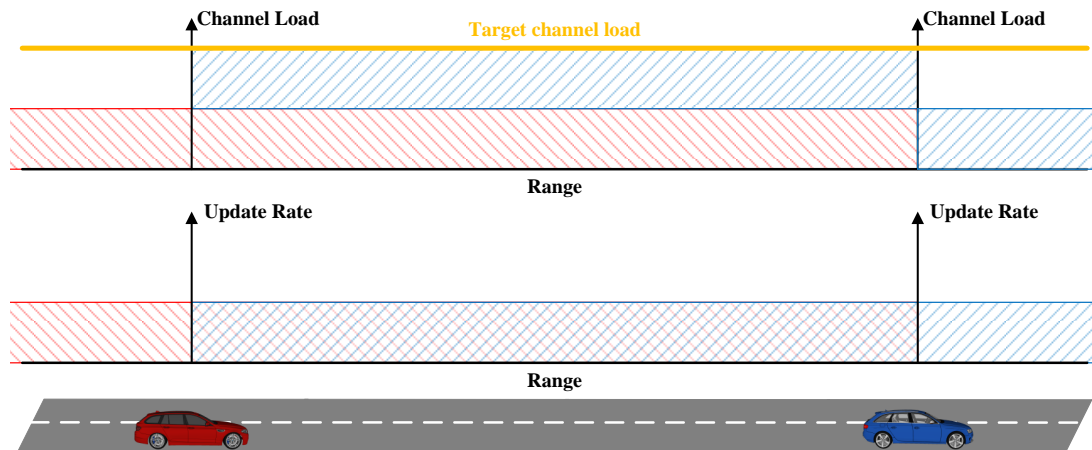 Channel Load
Channel Load
Target channel load
Range
Update Rate
Update Rate
Range